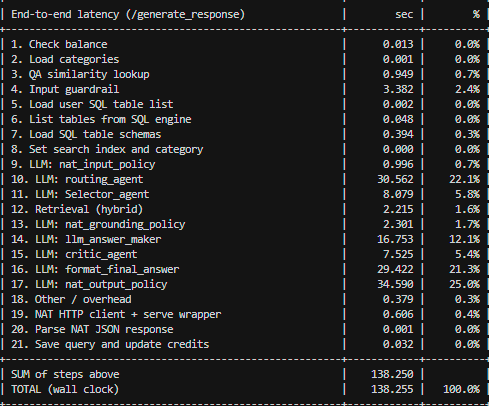 End-to-end latency (/generate_response) | sec | %
1. Check balance | 0.013 | 0.0%
2. Load categories | 0.001 | 0.0%
3. QA similarity lookup | 0.949 | 0.7%
4. Input guardrail | 3.382 | 2.4%
5. Load user SQL table list | 0.002 | 0.0%
6. List tables from SQL engine | 0.048 | 0.0%
7. Load SQL table schemas | 0.394 | 0.3%
8. Set search index and category | 0.000 | 0.0%
9. LLM: nat_input_policy | 0.996 | 0.7%
10. LLM: routing_agent | 30.562 | 22.1%
11. LLM: Selector_agent | 8.079 | 5.8%
12. Retrieval (hybrid) | 2.215 | 1.6%
13. LLM: nat_grounding_policy | 2.301 | 1.7%
14. LLM: llm_answer_maker | 16.753 | 12.1%
15. LLM: critic_agent | 7.525 | 5.4%
16. LLM: format_final_answer | 29.422 | 21.3%
17. LLM: nat_output_policy | 34.590 | 25.0%
18. Other / overhead | 0.379 | 0.3%
19. NAT HTTP client + serve wrapper | 0.606 | 0.4%
20. Parse NAT JSON response | 0.001 | 0.0%
21. Save query and update credits | 0.032 | 0.0%
SUM of steps above | 138.250 |
TOTAL (wall clock) | 138.255 | 100.0%